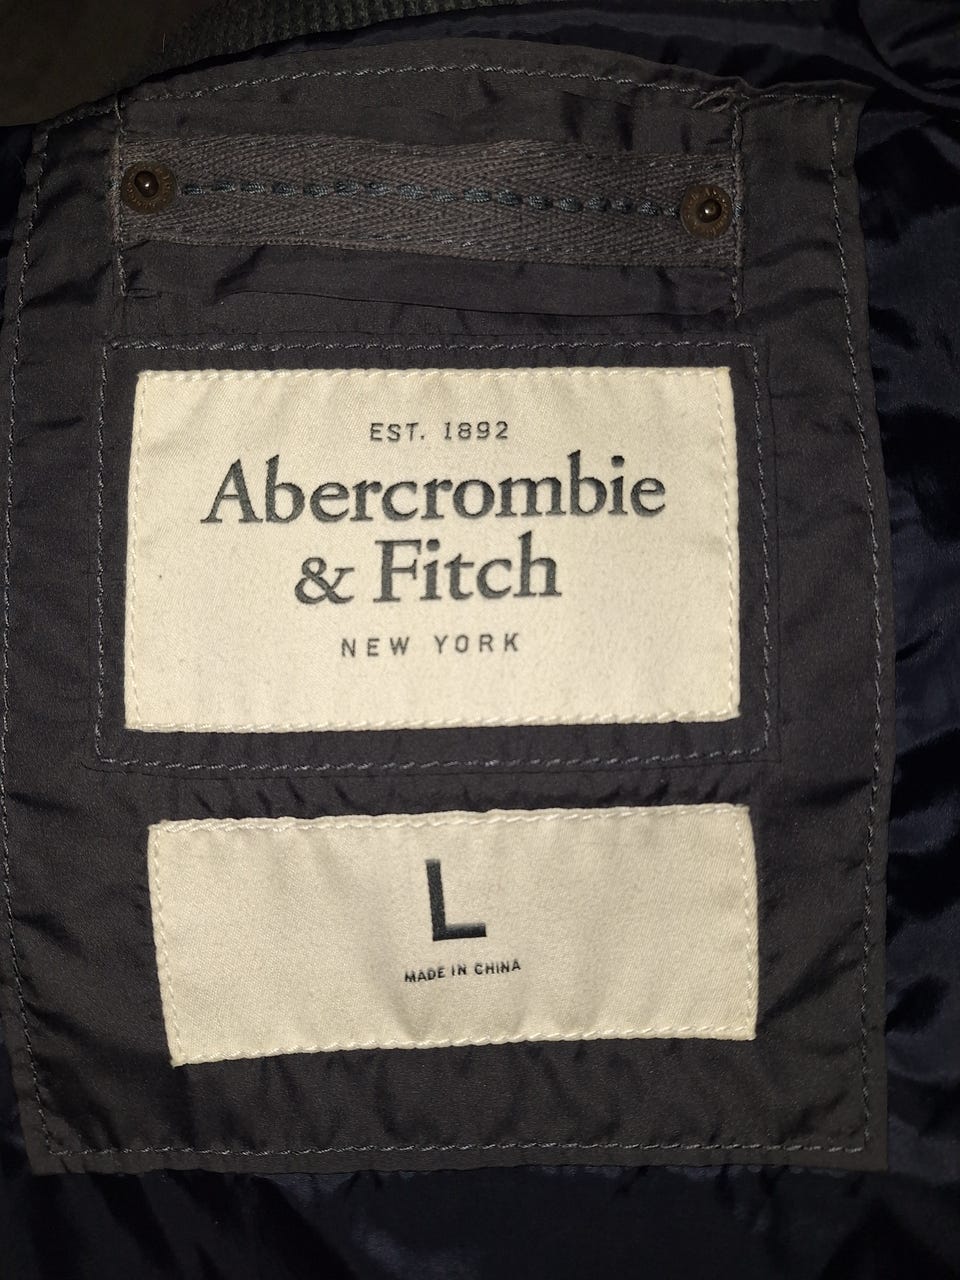 EST. 1892
Abercrombie
& Fitch
NEW YORK
L
MADE IN CHINA